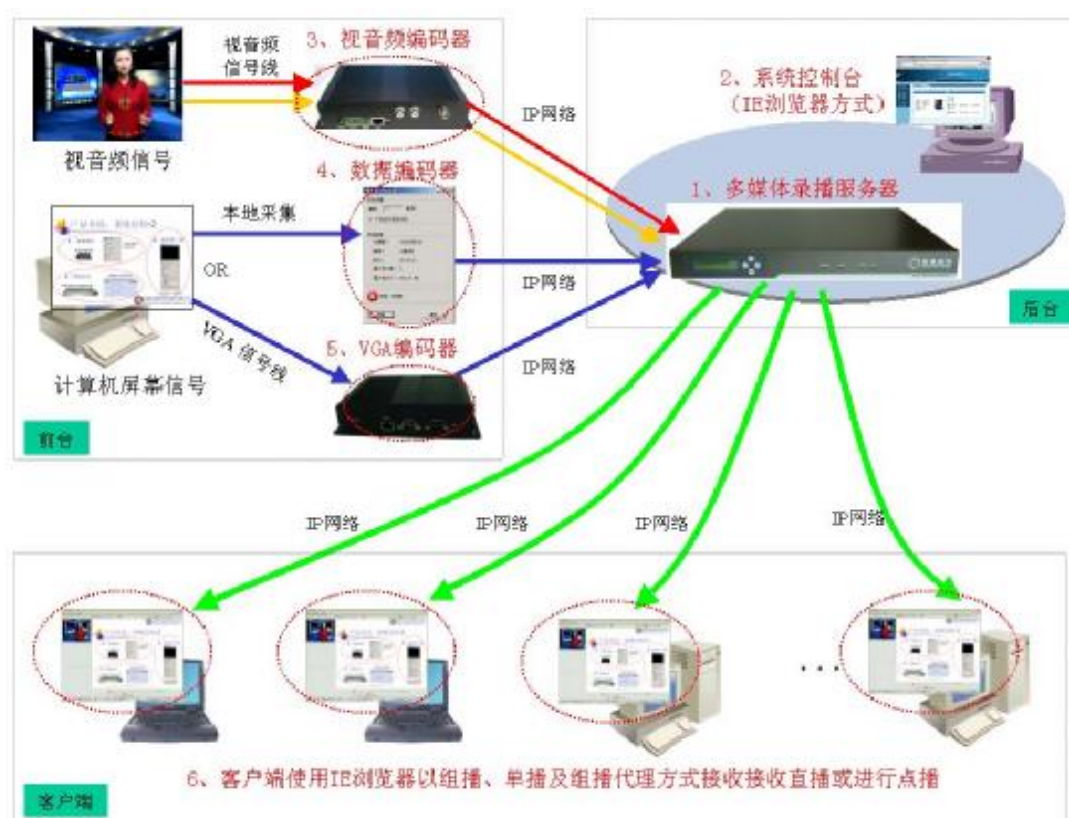 视音频
信号线
3、视音频编码器
视音频信号
IP网络
2、系统控制台
(IE浏览器方式)
4、数据编码器
1、多媒体录播服务器
本地采集
OR
IP网络
VGA 信号线
5、VGA编码器
IP网络
计算机屏幕信号
前台
后台
IP网络
IP网络
IP网络
IP网络
...
6、客户端使用IE浏览器以组播、单播及组播代理方式接收接收直播或进行点播
客户端